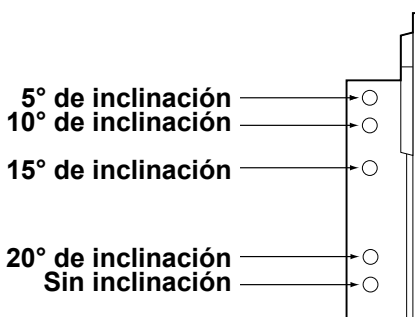 5° de inclinación
10° de inclinación
15° de inclinación
20° de inclinación
Sin inclinación